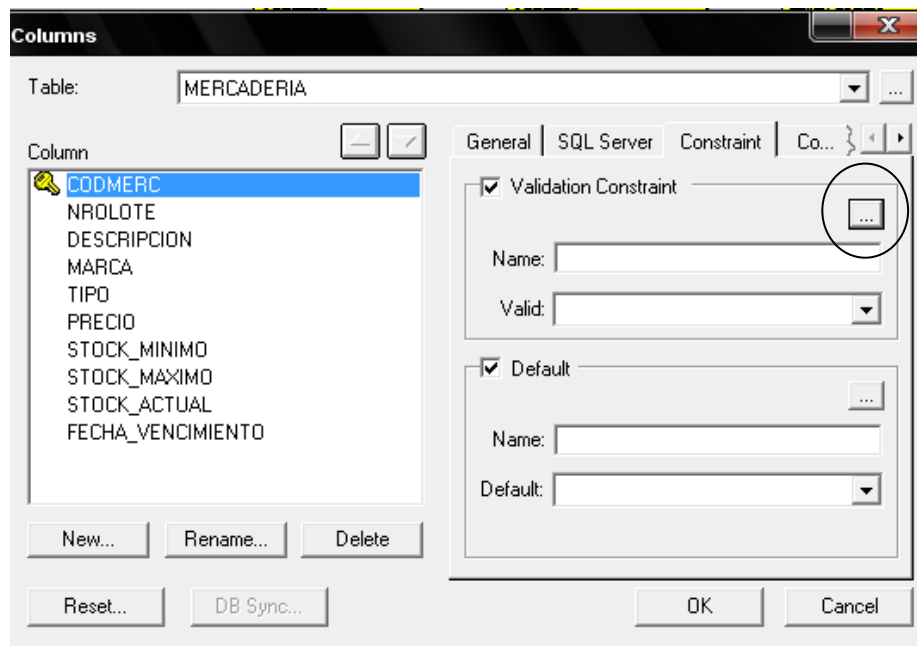 Columns
Table:
MERCADERIA
...
Column
CODMERC
NROLOTE
DESCRIPCION
MARCA
TIPO
PRECIO
STOCK_MINIMO
STOCK_MAXIMO
STOCK_ACTUAL
FECHA_VENCIMIENTO
New...
Rename...
Delete
Reset...
DB Sync...
General
SQL Server
Constraint
Co...
Validation Constraint
...
Name:
Valid:
Default
...
Name:
Default:
OK
Cancel